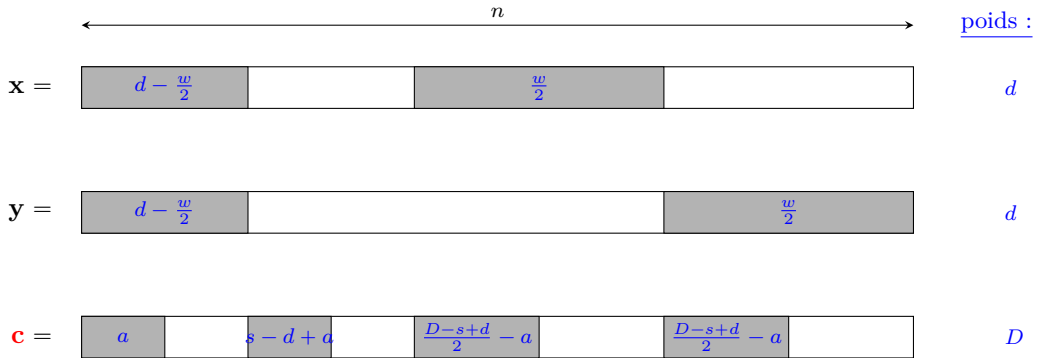 n poids :
x = d − w/2 w/2 d
y = d − w/2 w/2 d
c = a s − d + a (D−s+d)/2 − a (D−s+d)/2 − a D